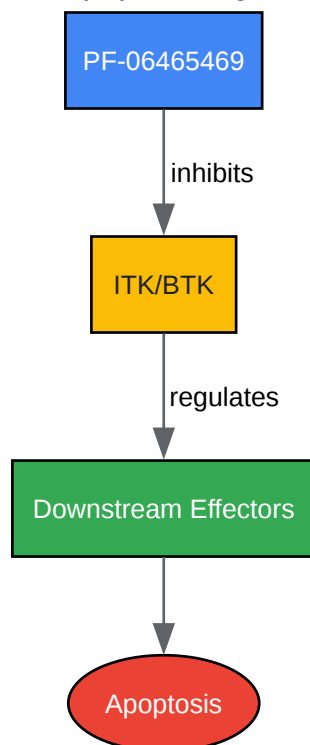 PF-06465469
inhibits
ITK/BTK
regulates
Downstream Effectors
Apoptosis